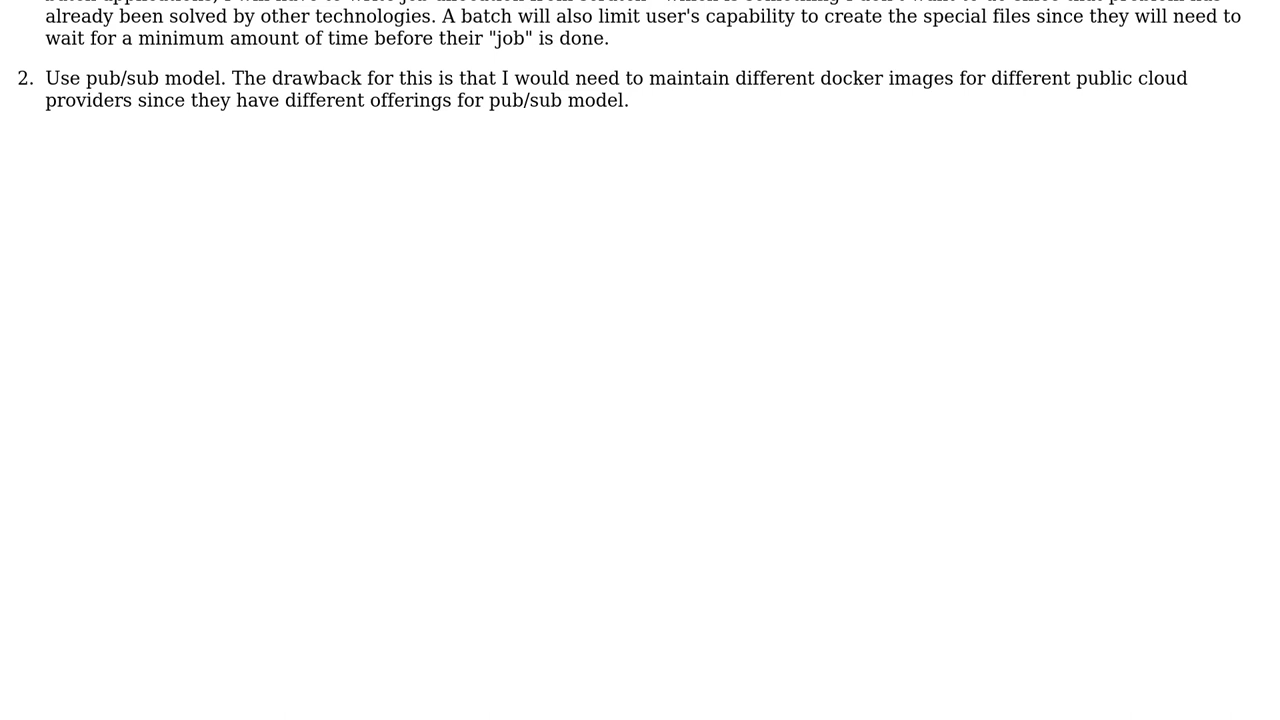 already been solved by other technologies. A batch will also limit user's capability to create the special files since they will need to
wait for a minimum amount of time before their "job" is done.
2. Use pub/sub model. The drawback for this is that I would need to maintain different docker images for different public cloud
providers since they have different offerings for pub/sub model.